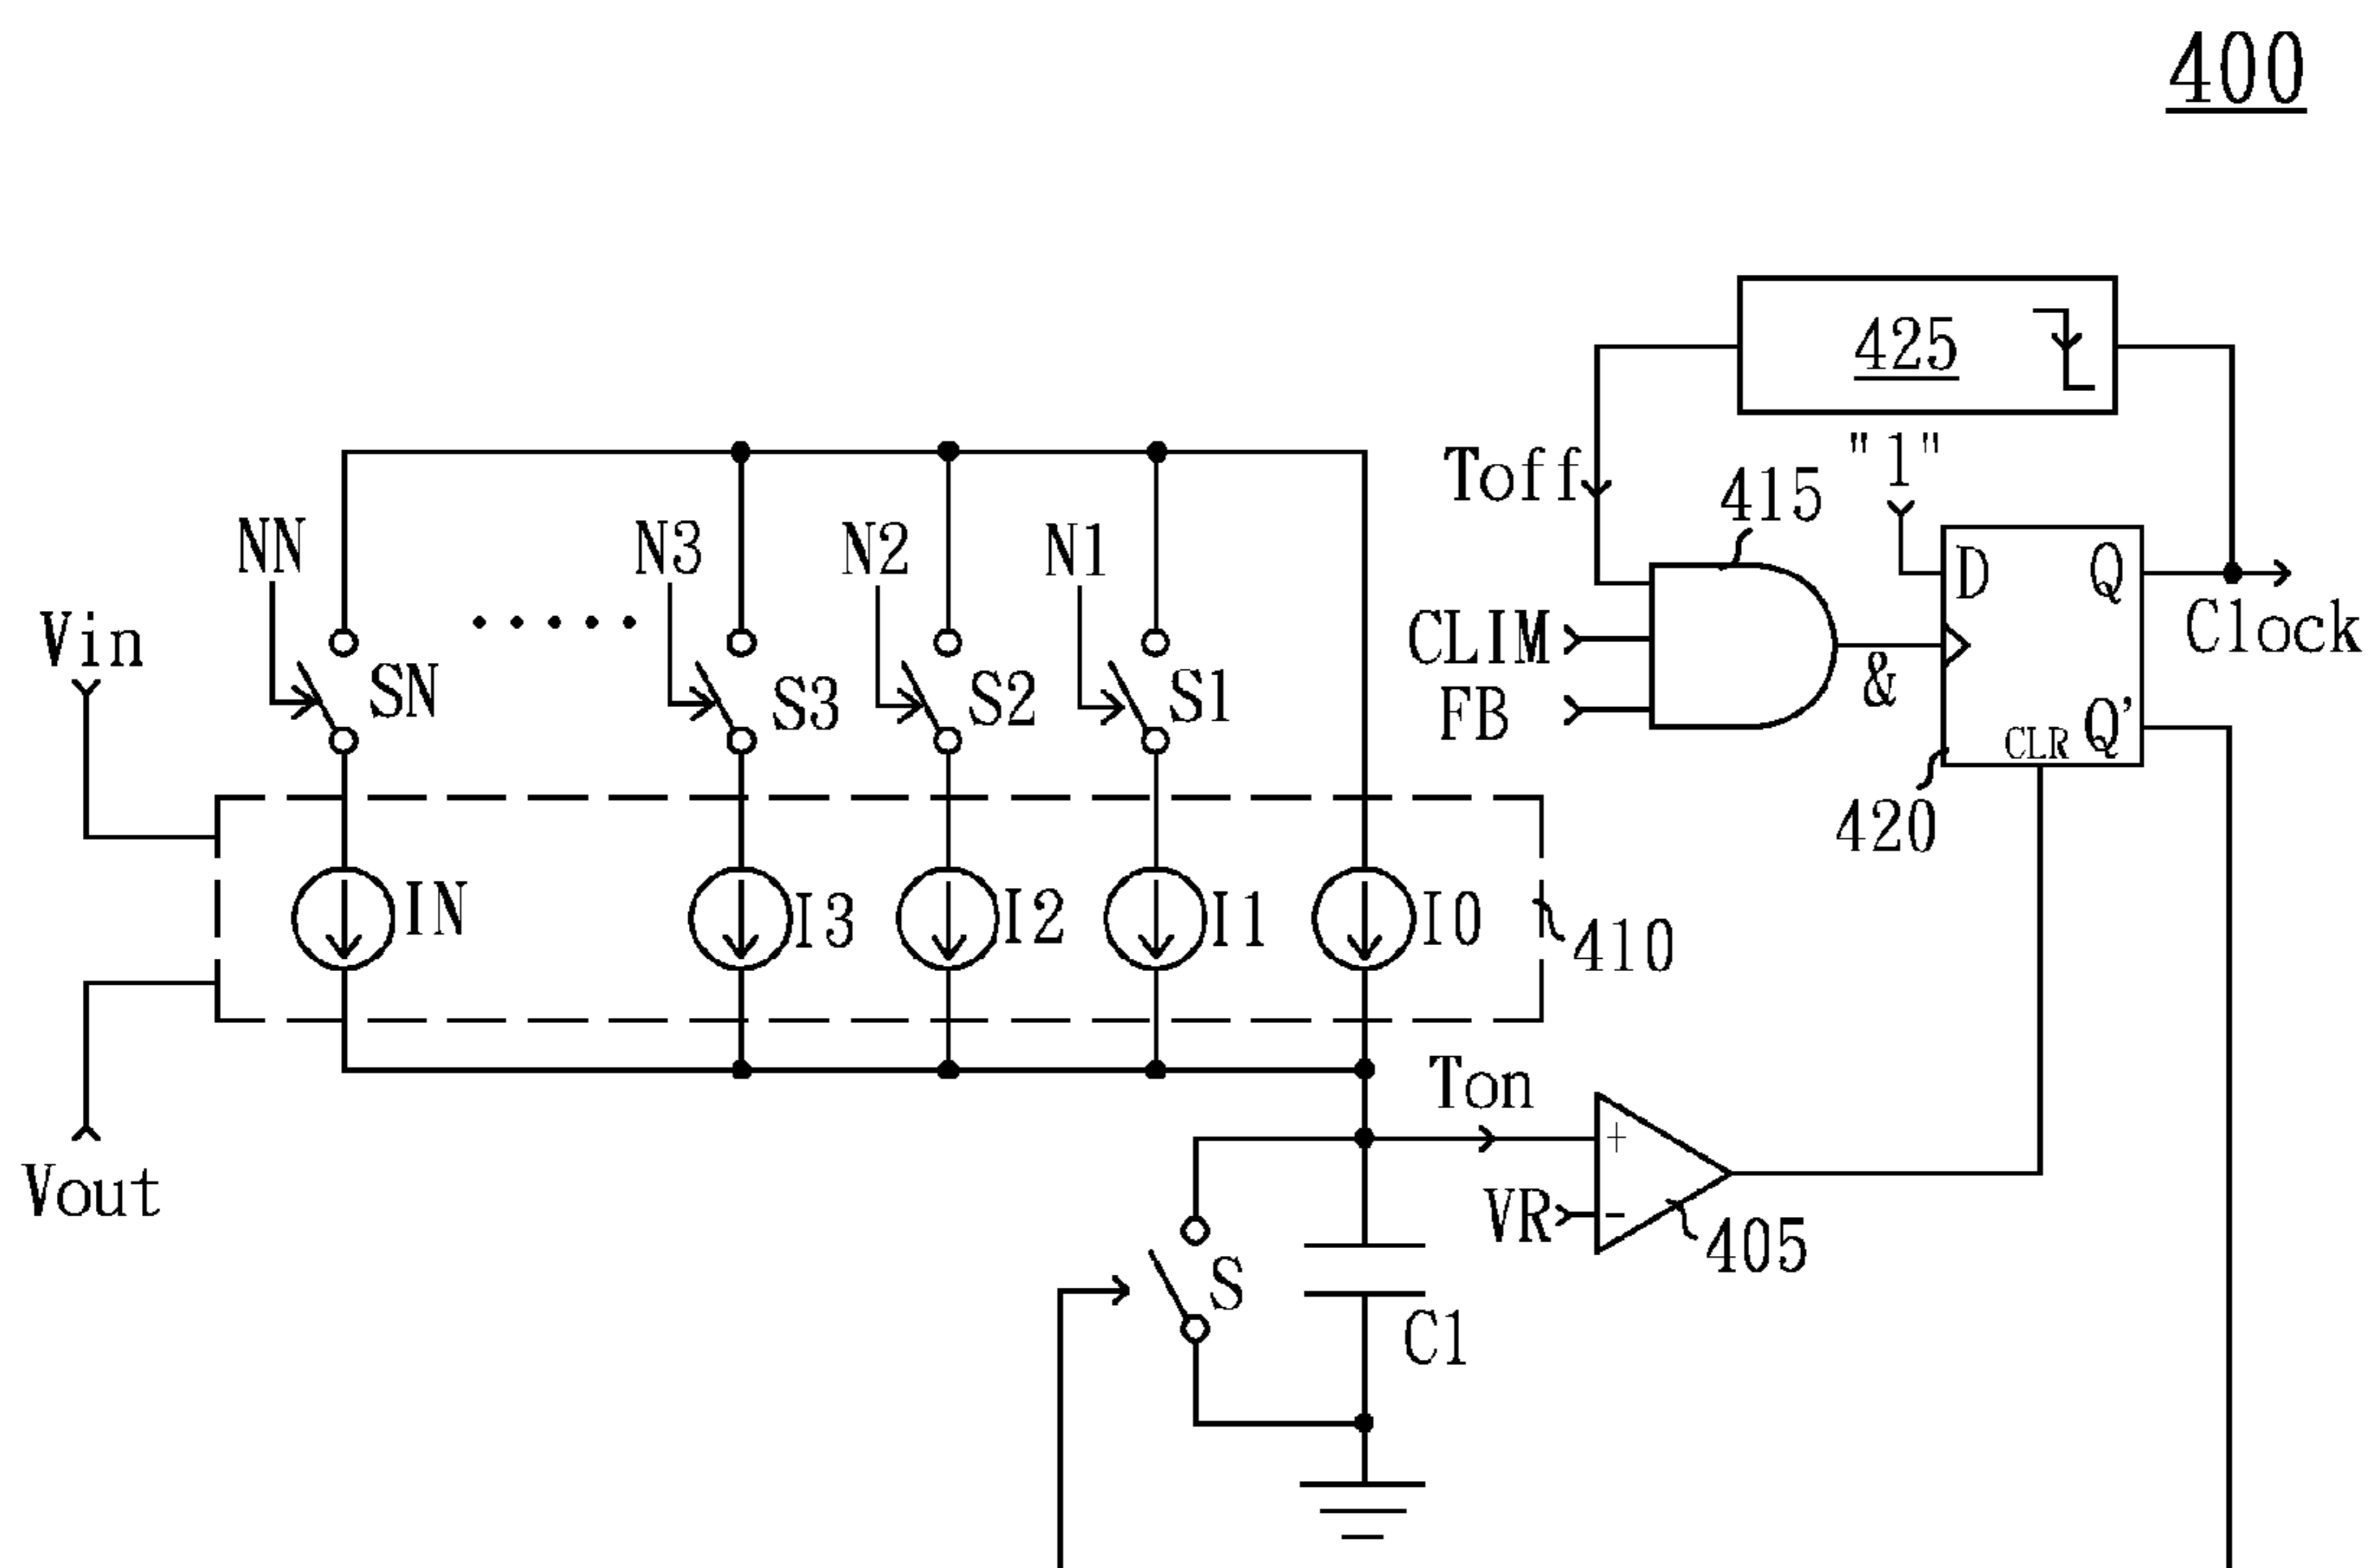 400
425
"1"
Toff
415
NN
N3
N2
N1
D
Q
Vin
CLIM
Clock
SN
S3
S2
S1
FB
&
CLR
Q'
420
IN
I3
I2
I1
I0
410
Ton
+
Vout
VR
-
405
S
C1